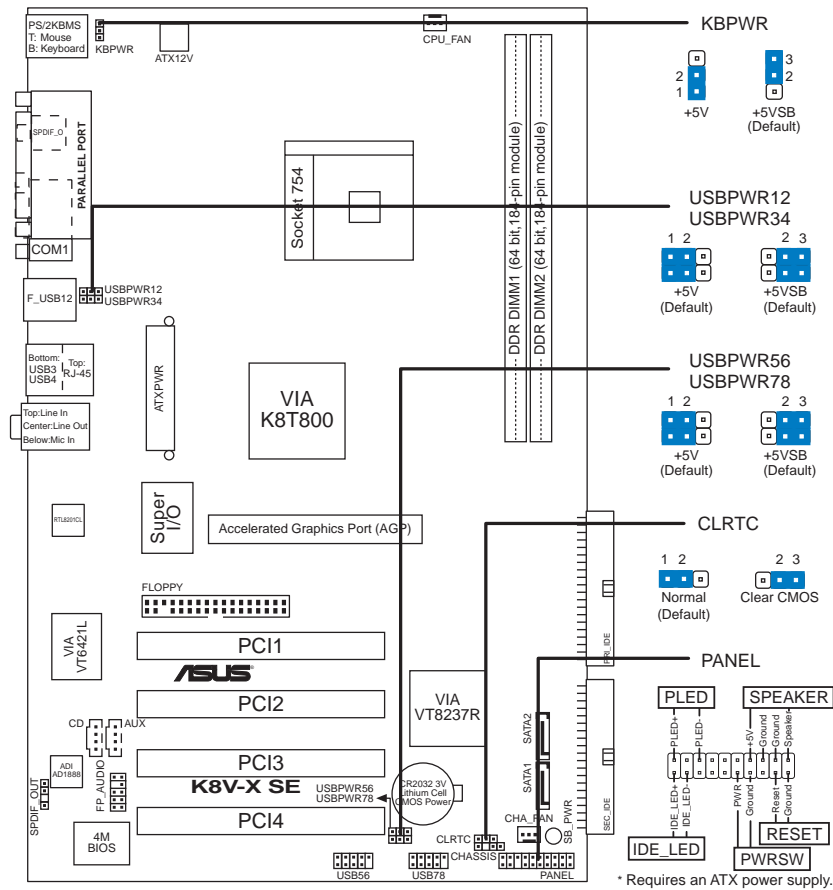 PS/2KBMS
T: Mouse
B: Keyboard
KBPWR
ATX12V
CPU_FAN
KBPWR
2
1
+5V
3
2
+5VSB
(Default)
SPDIF_O
PARALLEL PORT
COM1
Socket 754
DDR DIMM1 (64 bit,184-pin module)
DDR DIMM2 (64 bit,184-pin module)
USBPWR12
USBPWR34
1 2
+5V
(Default)
2 3
+5VSB
(Default)
F_USB12
USBPWR12
USBPWR34
Bottom:
USB3
USB4
Top:
RJ-45
ATXPWR
VIA
K8T800
USBPWR56
USBPWR78
1 2
+5V
(Default)
2 3
+5VSB
(Default)
Top:Line In
Center:Line Out
Below:Mic In
RTL8201CL
Super
I/O
Accelerated Graphics Port (AGP)
CLRTC
1 2
Normal
(Default)
2 3
Clear CMOS
FLOPPY
PRI_IDE
VIA
VT6421L
PCI1
ASUS
PCI2
VIA
VT8237R
SATA2
SATA1
SEC_IDE
PANEL
PLED
SPEAKER
PLED+
PLED-
+5V
Ground
Ground
Speaker-
IDE_LED+
IDE_LED-
PWR
Ground
Reset
Ground
IDE_LED
PWRSW
RESET
* Requires an ATX power supply.
CD
AUX
ADI
AD1888
FP_AUDIO
SPDIF_OUT
PCI3
K8V-X SE
USBPWR56
USBPWR78
CR2032 3V
Lithium Cell
CMOS Power
PCI4
4M
BIOS
CHA_FAN
SB_PWR
CLRTC
CHASSIS
USB56
USB78
PANEL